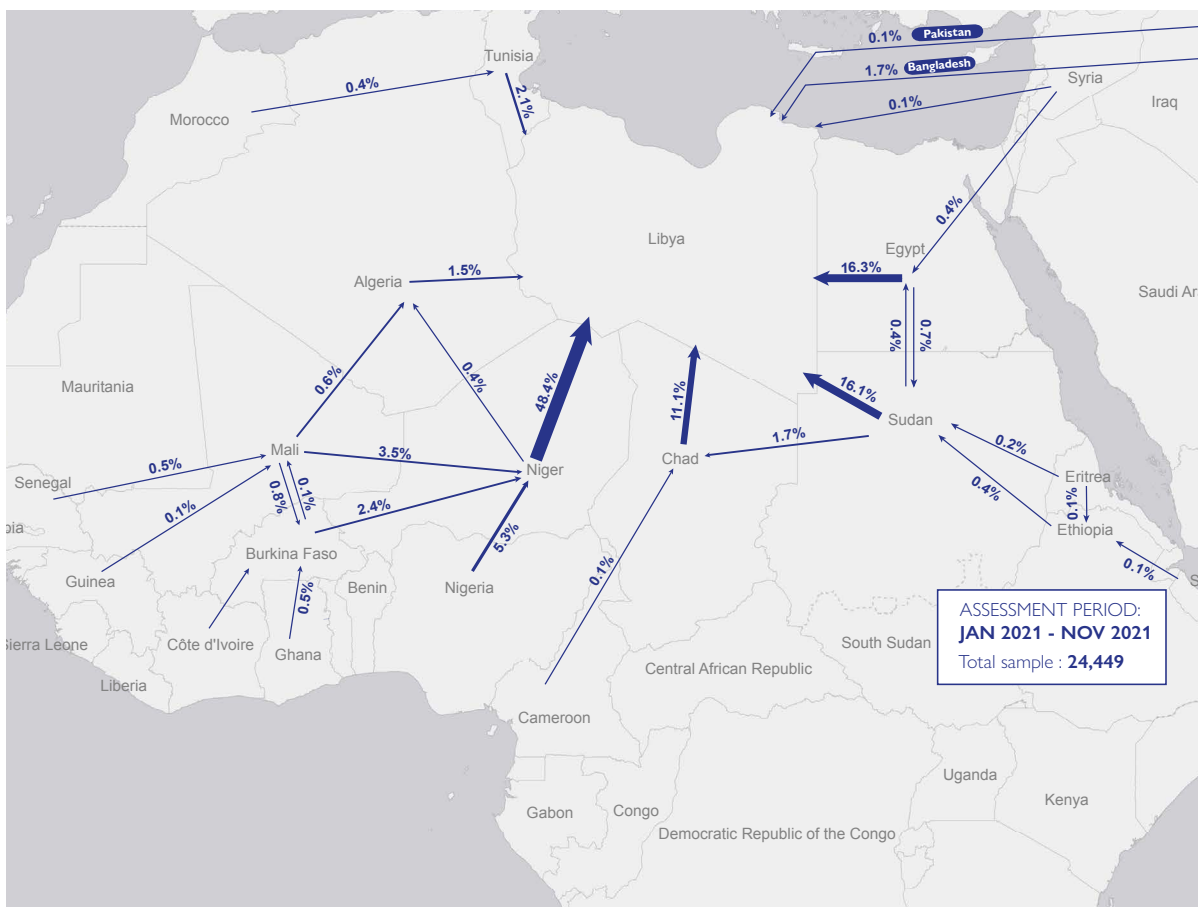 0.1% Pakistan
1.7% Bangladesh
Tunisia
2.1%
0.4%
Morocco
0.1%
Syria
Iraq
0.4%
Libya
Egypt
16.3%
Algeria
1.5%
Saudi Ar
0.4%
0.7%
Mauritania
0.6%
0.4%
48.4%
11.1%
16.1%
Sudan
Mali
3.5%
Niger
Chad
1.7%
0.2%
Senegal
0.5%
0.8%
0.1%
2.4%
0.4%
Eritrea
0.1%
bia
0.1%
5.3%
Ethiopia
Burkina Faso
0.1%
0.1%
Guinea
0.5%
Benin
Nigeria
S
ASSESSMENT PERIOD:
JAN 2021 - NOV 2021
Total sample : 24,449
Sierra Leone
Côte d'Ivoire
Ghana
South Sudan
Liberia
Central African Republic
Cameroon
Uganda
Gabon
Congo
Kenya
Democratic Republic of the Congo